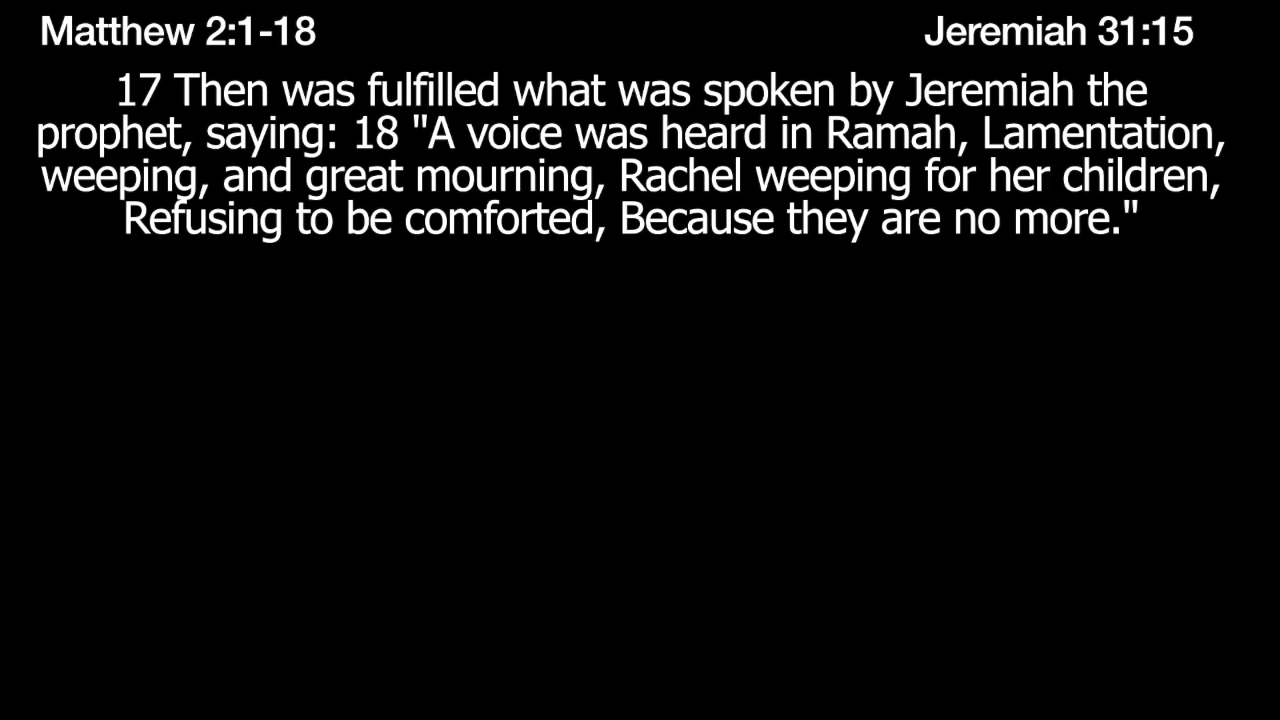 Matthew 2:1-18
Jeremiah 31:15
17 Then was fulfilled what was spoken by Jeremiah the
prophet, saying: 18 "A voice was heard in Ramah, Lamentation,
weeping, and great mourning, Rachel weeping for her children,
Refusing to be comforted, Because they are no more."